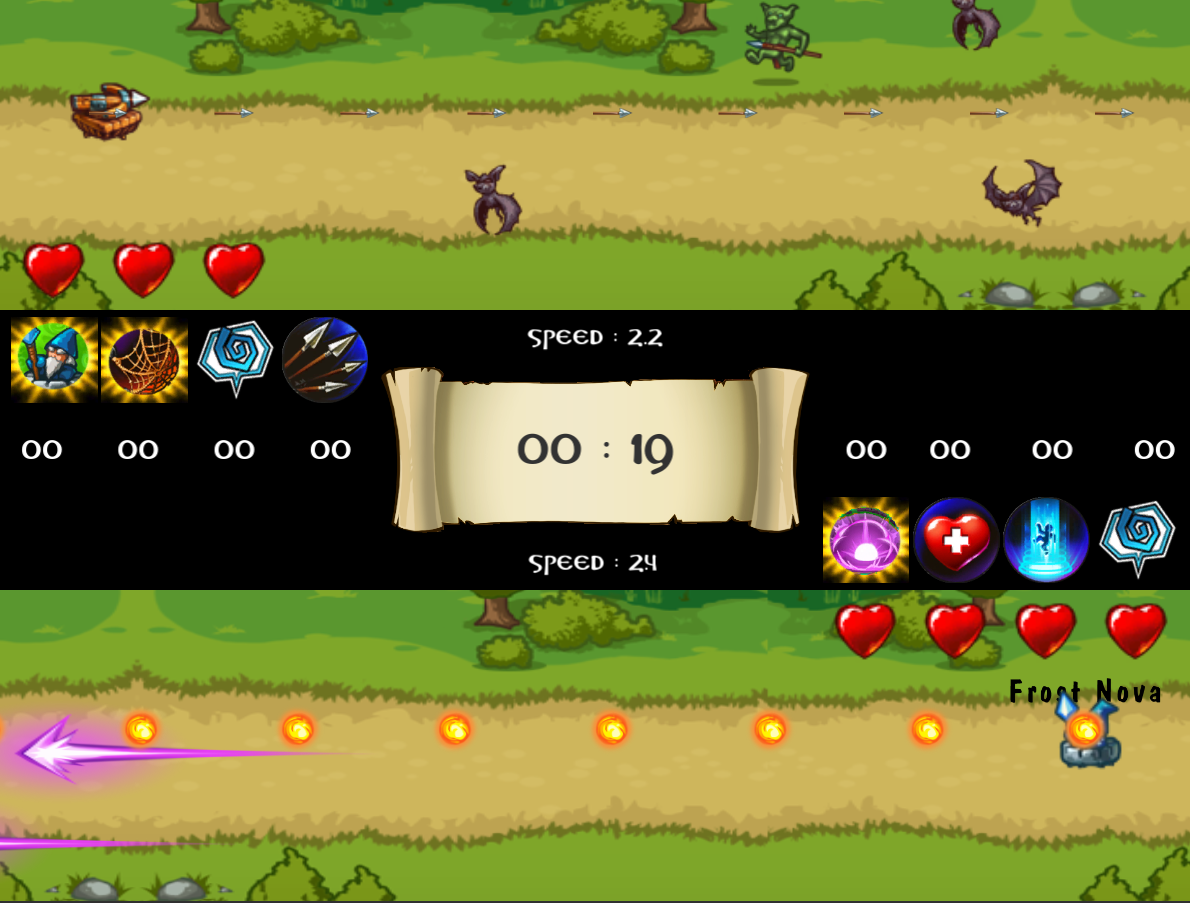 SPEED : 2.2
00 00 00 00
00 : 19
00 00 00 00
SPEED : 2.4
Frost Nova